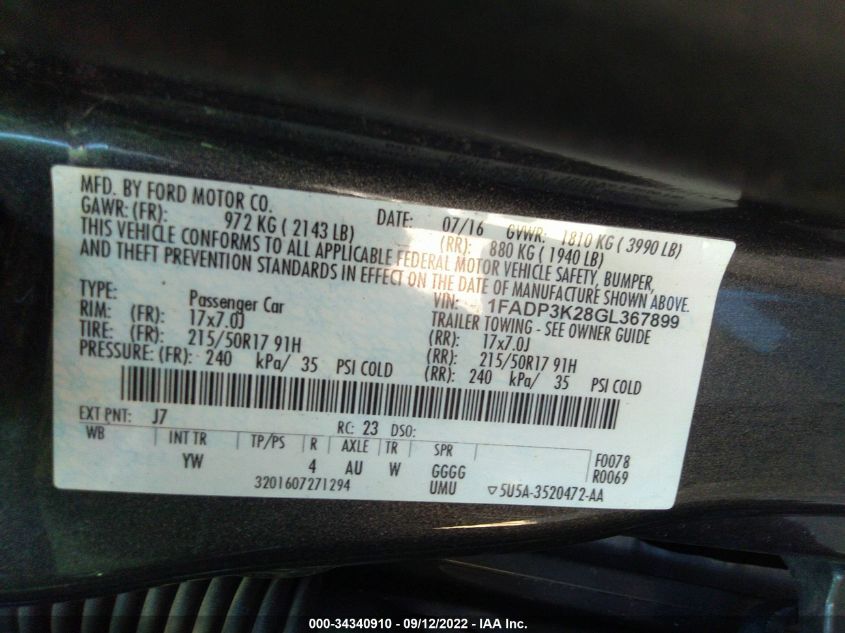 MFD. BY FORD MOTOR CO. DATE: 07/16 GVWR: 1810 KG ( 3990 LB)
GAWR: (FR): 972 KG ( 2143 LB) (RR): 880 KG ( 1940 LB)
THIS VEHICLE CONFORMS TO ALL APPLICABLE FEDERAL MOTOR VEHICLE SAFETY, BUMPER,
AND THEFT PREVENTION STANDARDS IN EFFECT ON THE DATE OF MANUFACTURE SHOWN ABOVE.
VIN: 1FADP3K28GL367899
TYPE: Passenger Car TRAILER TOWING - SEE OWNER GUIDE
RIM: (FR): 17x7.0J (RR): 17x7.0J
TIRE: (FR): 215/50R17 91H (RR): 215/50R17 91H
PRESSURE: (FR): 240 kPa/ 35 PSI COLD (RR): 240 kPa/ 35 PSI COLD
EXT PNT: J7 RC: 23 DSO:
WB INT TR TP/PS R AXLE TR SPR F0078
YW 4 AU W GGGG R0069
3201607271294 UMU ▽5U5A-3520472-AA
000-34340910 - 09/12/2022 - IAA Inc.